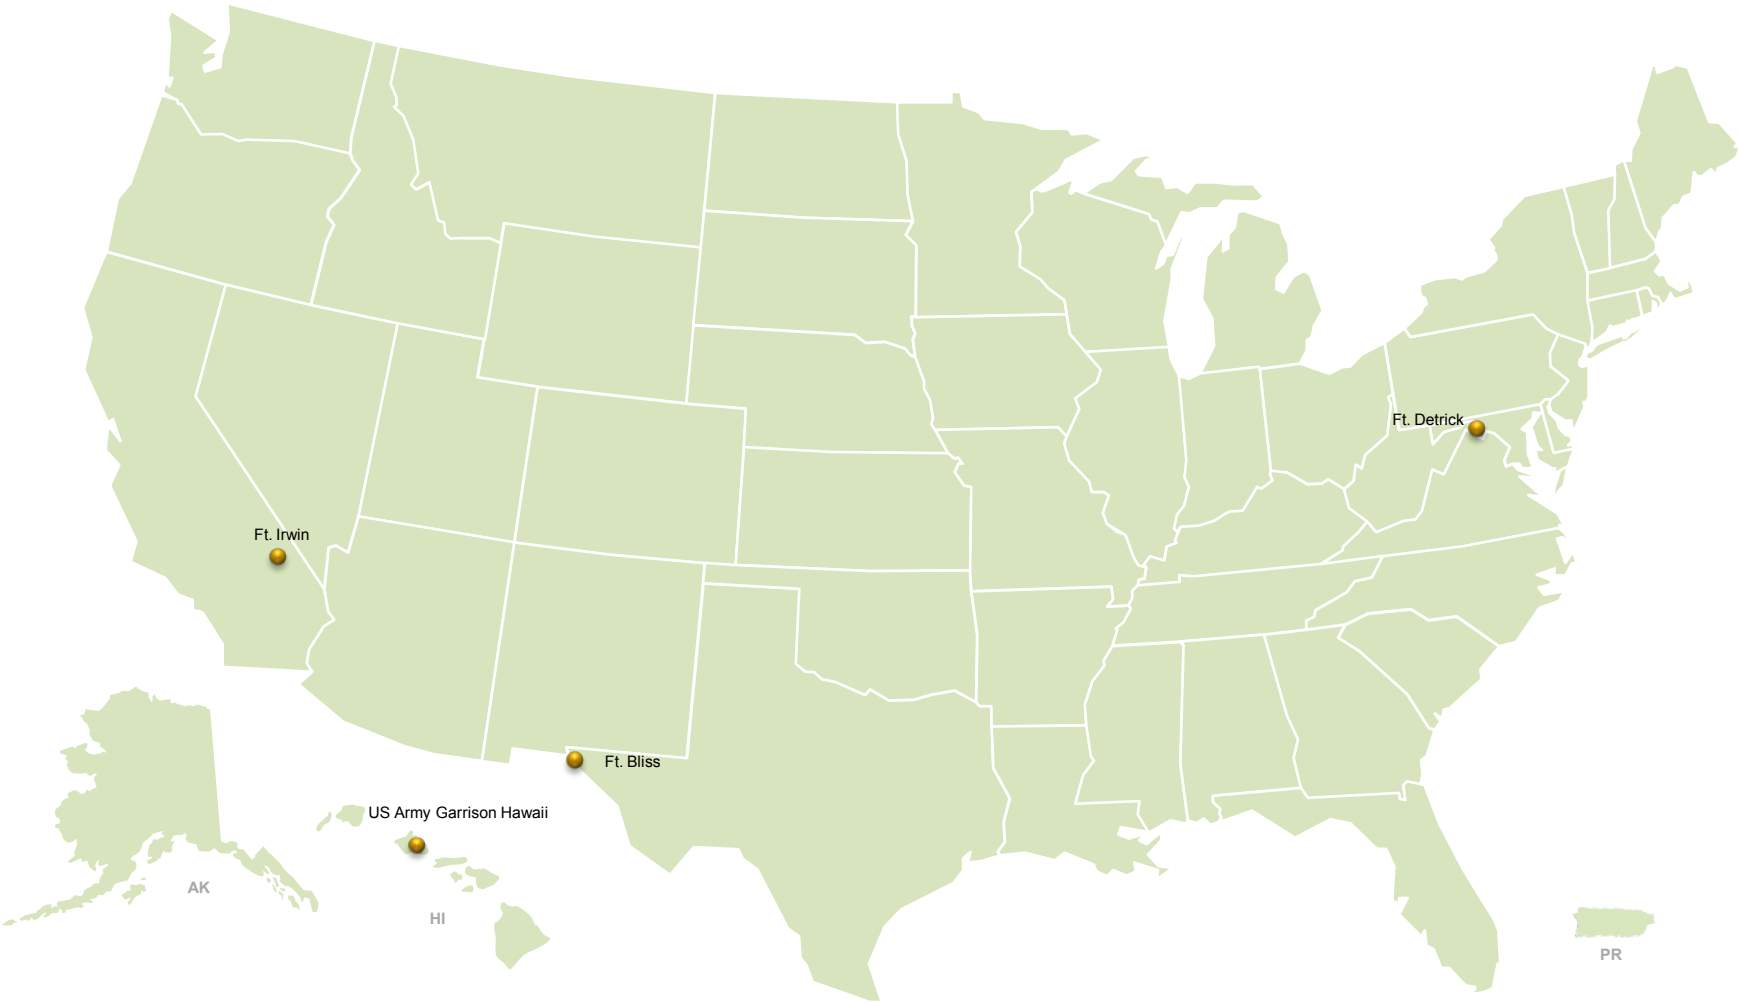 Ft. Detrick
Ft. Irwin
Ft. Bliss
US Army Garrison Hawaii
AK
HI
PR